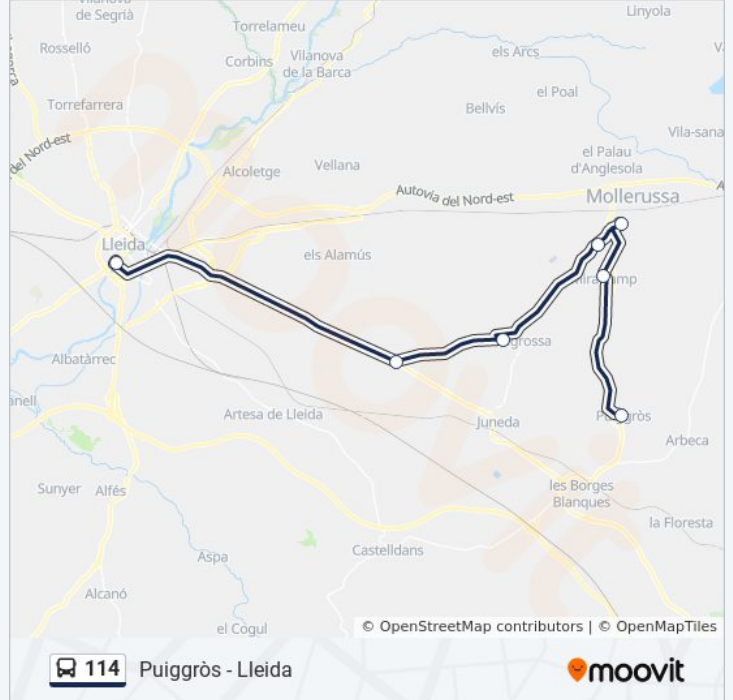 Vilanova
de Segrià
Linyola
Torrelameu
Rosselló
Corbins
Vilanova
de la Barca
els Arcs
el Poal
Torrefarrera
Bellvís
Vila-sana
del Nord-est
el Palau
d'Anglesola
Alcoletge
Vellana
Autovia del Nord-est
A
Mollerussa
Lleida
els Alamús
Albatàrrec
Artesa de Lleida
Juneda
Arbeca
les Borges
Blanques
Sunyer
Alfés
la Floresta
Castelldans
Aspa
Alcanó
el Cogul
© OpenStreetMap contributors | © OpenMapTiles
114 Puiggròs - Lleida
moovit